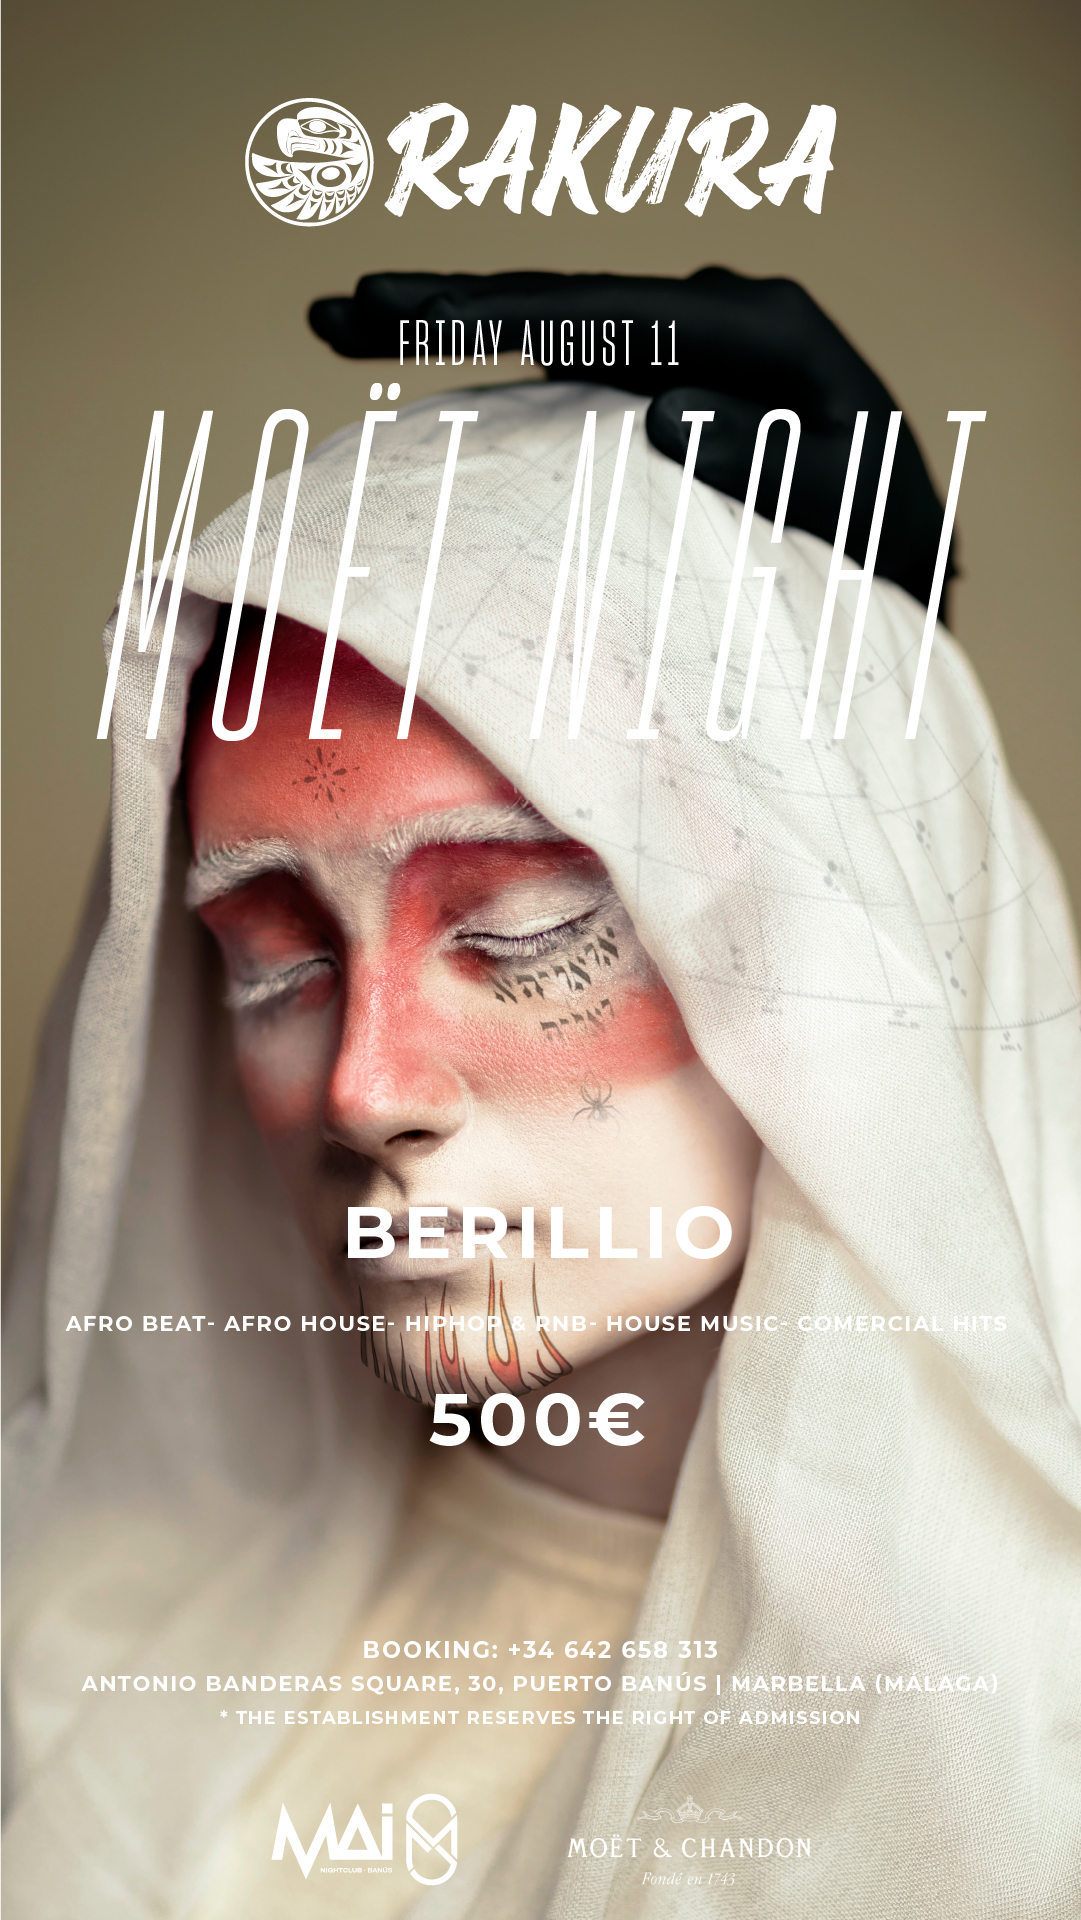 RAKURA
FRIDAY AUGUST 11
MOËT NIGHT
BERILLIO
AFRO BEAT- AFRO HOUSE- HIPHOP & RNB- HOUSE MUSIC- COMERCIAL HITS
500€
BOOKING: +34 642 658 313
ANTONIO BANDERAS SQUARE, 30, PUERTO BANÚS | MARBELLA (MÁLAGA)
* THE ESTABLISHMENT RESERVES THE RIGHT OF ADMISSION
MAi
NIGHTCLUB · BANÚS
MOËT & CHANDON
Fondé en 1743